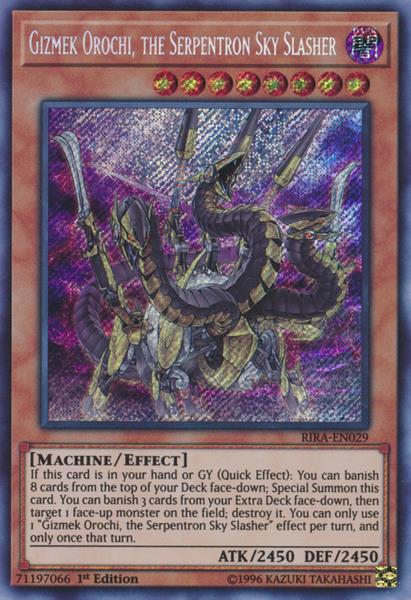 GIZMEK OROCHI, THE SERPENTRON SKY SLASHER
闇
RIRA-EN029
[MACHINE/EFFECT]
If this card is in your hand or GY (Quick Effect): You can banish
8 cards from the top of your Deck face-down; Special Summon this
card. You can banish 3 cards from your Extra Deck face-down, then
target 1 face-up monster on the field; destroy it. You can only use
1 "Gizmek Orochi, the Serpentron Sky Slasher" effect per turn, and
only once that turn.
ATK/2450 DEF/2450
71197066 1st Edition ©1996 KAZUKI TAKAHASHI